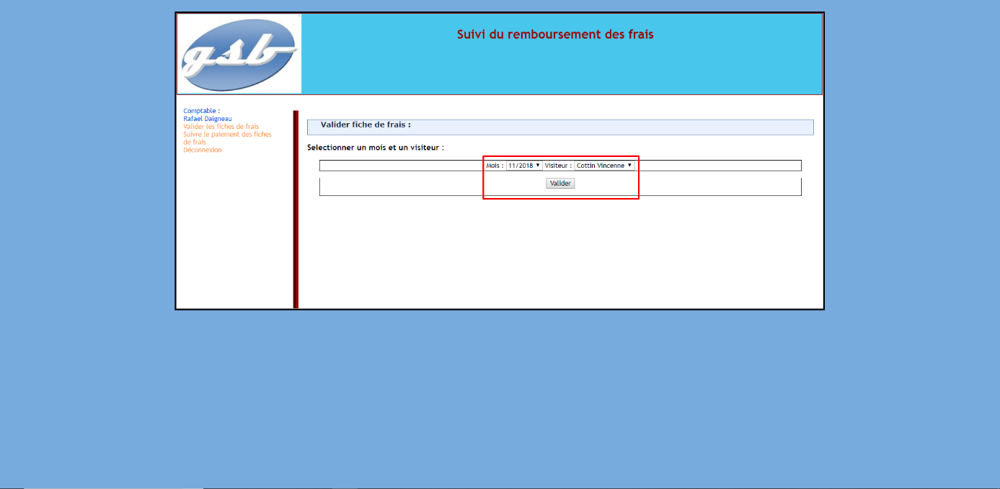 gsb
Suivi du remboursement des frais
Comptable :
Rafael Daigneau
Valider les fiches de frais
Suivre le paiement des fiches
de frais
Déconnexion
Valider fiche de frais :
Selectionner un mois et un visiteur :
Mois : 11/2018 Visiteur : Cottin Vincenne
Valider